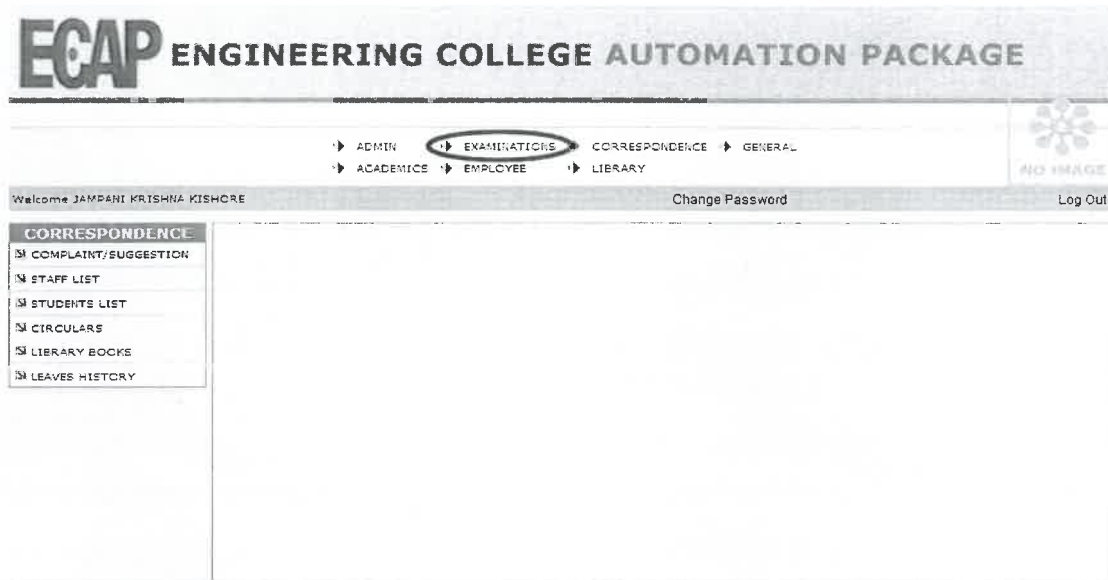 ECAP ENGINEERING COLLEGE AUTOMATION PACKAGE
ADMIN EXAMINATIONS CORRESPONDENCE GENERAL
ACADEMICS EMPLOYEE LIBRARY
NO IMAGE
Welcome JAMPANI KRISHNA KISHORE Change Password Log Out
CORRESPONDENCE
COMPLAINT/SUGGESTION
STAFF LIST
STUDENTS LIST
CIRCULARS
LIBRARY BOOKS
LEAVES HISTORY